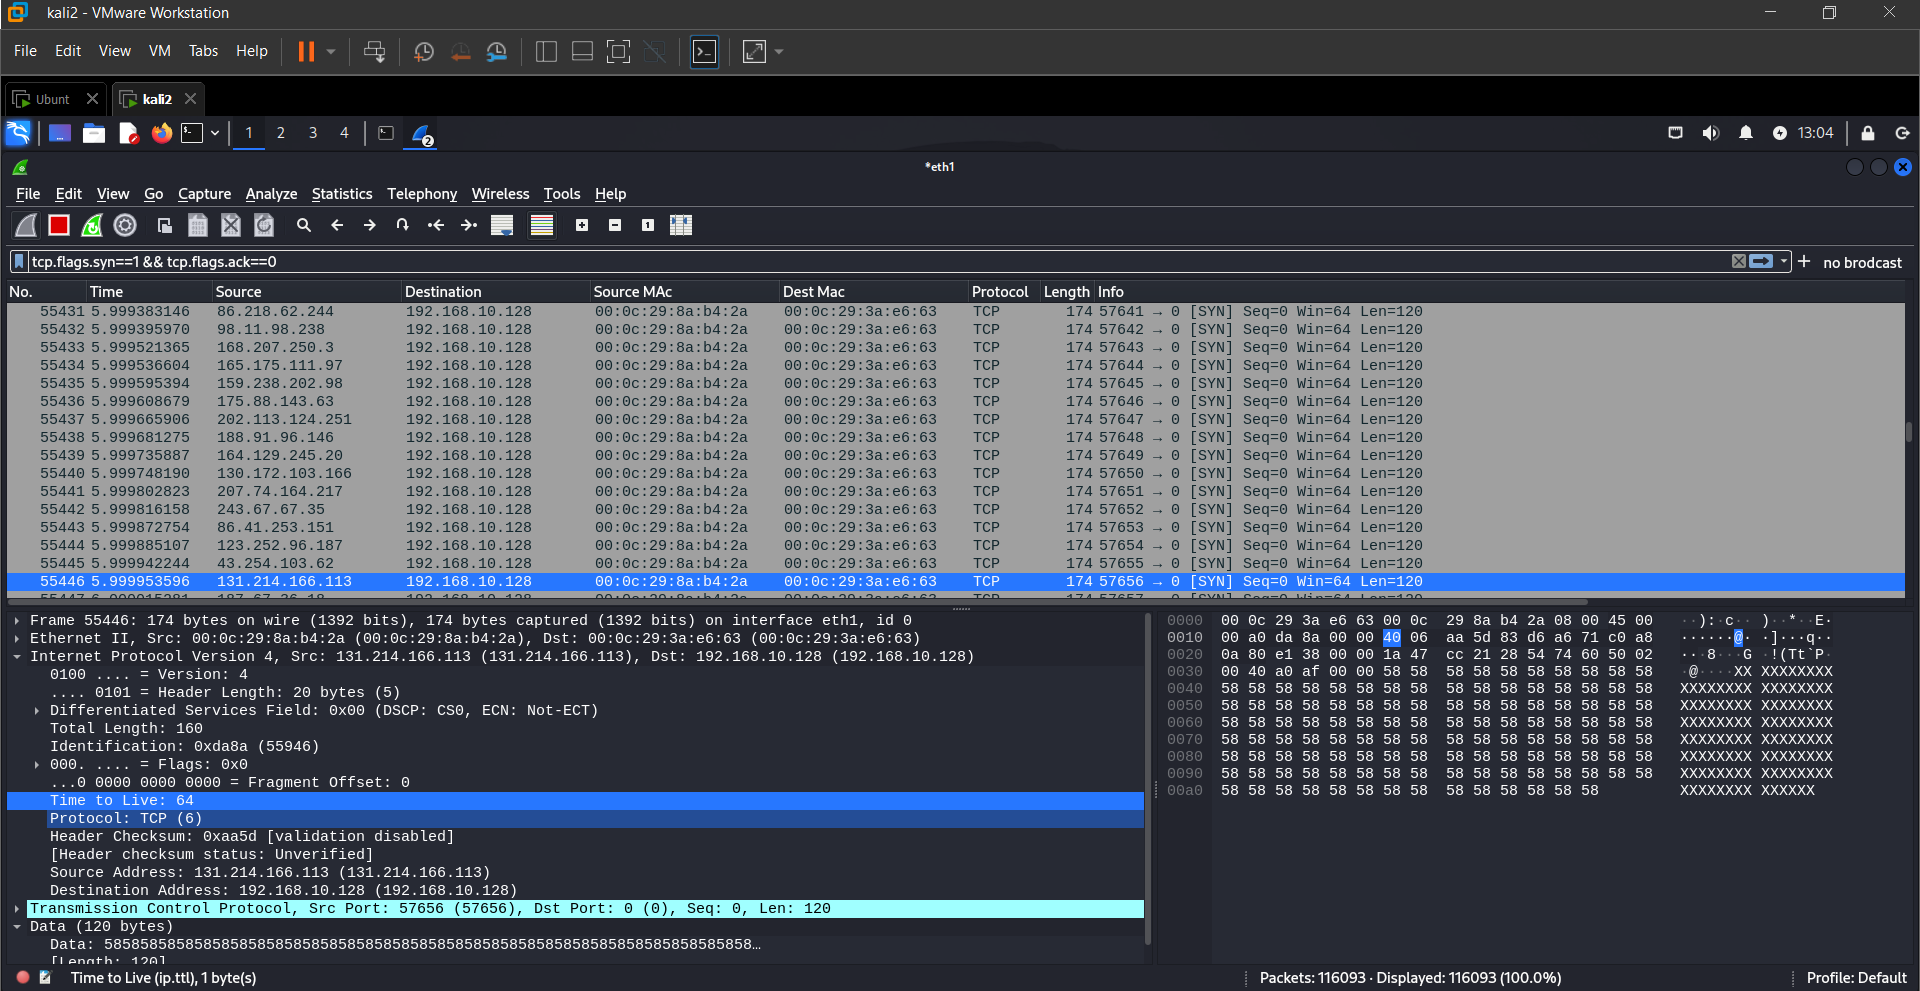 kali2 - VMware Workstation
File Edit View VM Tabs Help
Ubunt kali2
1 2 3 4 2 13:04
*eth1
File Edit View Go Capture Analyze Statistics Telephony Wireless Tools Help
tcp.flags.syn==1 && tcp.flags.ack==0 + no brodcast
No. Time Source Destination Source MAc Dest Mac Protocol Length Info
55431 5.999383146 86.218.62.244 192.168.10.128 00:0c:29:8a:b4:2a 00:0c:29:3a:e6:63 TCP 174 57641 → 0 [SYN] Seq=0 Win=64 Len=120
55432 5.999395970 98.11.98.238 192.168.10.128 00:0c:29:8a:b4:2a 00:0c:29:3a:e6:63 TCP 174 57642 → 0 [SYN] Seq=0 Win=64 Len=120
55433 5.999521365 168.207.250.3 192.168.10.128 00:0c:29:8a:b4:2a 00:0c:29:3a:e6:63 TCP 174 57643 → 0 [SYN] Seq=0 Win=64 Len=120
55434 5.999536604 165.175.111.97 192.168.10.128 00:0c:29:8a:b4:2a 00:0c:29:3a:e6:63 TCP 174 57644 → 0 [SYN] Seq=0 Win=64 Len=120
55435 5.999595394 159.238.202.98 192.168.10.128 00:0c:29:8a:b4:2a 00:0c:29:3a:e6:63 TCP 174 57645 → 0 [SYN] Seq=0 Win=64 Len=120
55436 5.999608679 175.88.143.63 192.168.10.128 00:0c:29:8a:b4:2a 00:0c:29:3a:e6:63 TCP 174 57646 → 0 [SYN] Seq=0 Win=64 Len=120
55437 5.999665906 202.113.124.251 192.168.10.128 00:0c:29:8a:b4:2a 00:0c:29:3a:e6:63 TCP 174 57647 → 0 [SYN] Seq=0 Win=64 Len=120
55438 5.999681275 188.91.96.146 192.168.10.128 00:0c:29:8a:b4:2a 00:0c:29:3a:e6:63 TCP 174 57648 → 0 [SYN] Seq=0 Win=64 Len=120
55439 5.999735887 164.129.245.20 192.168.10.128 00:0c:29:8a:b4:2a 00:0c:29:3a:e6:63 TCP 174 57649 → 0 [SYN] Seq=0 Win=64 Len=120
55440 5.999748190 130.172.103.166 192.168.10.128 00:0c:29:8a:b4:2a 00:0c:29:3a:e6:63 TCP 174 57650 → 0 [SYN] Seq=0 Win=64 Len=120
55441 5.999802823 207.74.164.217 192.168.10.128 00:0c:29:8a:b4:2a 00:0c:29:3a:e6:63 TCP 174 57651 → 0 [SYN] Seq=0 Win=64 Len=120
55442 5.999816158 243.67.67.35 192.168.10.128 00:0c:29:8a:b4:2a 00:0c:29:3a:e6:63 TCP 174 57652 → 0 [SYN] Seq=0 Win=64 Len=120
55443 5.999872754 86.41.253.151 192.168.10.128 00:0c:29:8a:b4:2a 00:0c:29:3a:e6:63 TCP 174 57653 → 0 [SYN] Seq=0 Win=64 Len=120
55444 5.999885107 123.252.96.187 192.168.10.128 00:0c:29:8a:b4:2a 00:0c:29:3a:e6:63 TCP 174 57654 → 0 [SYN] Seq=0 Win=64 Len=120
55445 5.999942244 43.254.103.62 192.168.10.128 00:0c:29:8a:b4:2a 00:0c:29:3a:e6:63 TCP 174 57655 → 0 [SYN] Seq=0 Win=64 Len=120
55446 5.999953596 131.214.166.113 192.168.10.128 00:0c:29:8a:b4:2a 00:0c:29:3a:e6:63 TCP 174 57656 → 0 [SYN] Seq=0 Win=64 Len=120
Frame 55446: 174 bytes on wire (1392 bits), 174 bytes captured (1392 bits) on interface eth1, id 0
Ethernet II, Src: 00:0c:29:8a:b4:2a (00:0c:29:8a:b4:2a), Dst: 00:0c:29:3a:e6:63 (00:0c:29:3a:e6:63)
Internet Protocol Version 4, Src: 131.214.166.113 (131.214.166.113), Dst: 192.168.10.128 (192.168.10.128)
0100 .... = Version: 4
.... 0101 = Header Length: 20 bytes (5)
Differentiated Services Field: 0x00 (DSCP: CS0, ECN: Not-ECT)
Total Length: 160
Identification: 0xda8a (55946)
000. .... = Flags: 0x0
...0 0000 0000 0000 = Fragment Offset: 0
Time to Live: 64
Protocol: TCP (6)
Header Checksum: 0xaa5d [validation disabled]
[Header checksum status: Unverified]
Source Address: 131.214.166.113 (131.214.166.113)
Destination Address: 192.168.10.128 (192.168.10.128)
Transmission Control Protocol, Src Port: 57656 (57656), Dst Port: 0 (0), Seq: 0, Len: 120
Data (120 bytes)
Data: 585858585858585858585858585858585858585858585858585858585858585858585858…
[Length: 120]
0000 00 0c 29 3a e6 63 00 0c 29 8a b4 2a 08 00 45 00 ··):·c·· )··*··E·
0010 00 a0 da 8a 00 00 40 06 aa 5d 83 d6 a6 71 c0 a8 ······@· ·]···q··
0020 0a 80 e1 38 00 00 1a 47 cc 21 28 54 74 60 50 02 ···8···G ·!(Tt`P·
0030 00 40 a0 af 00 00 58 58 58 58 58 58 58 58 58 58 ·@····XX XXXXXXXX
0040 58 58 58 58 58 58 58 58 58 58 58 58 58 58 58 58 XXXXXXXX XXXXXXXX
0050 58 58 58 58 58 58 58 58 58 58 58 58 58 58 58 58 XXXXXXXX XXXXXXXX
0060 58 58 58 58 58 58 58 58 58 58 58 58 58 58 58 58 XXXXXXXX XXXXXXXX
0070 58 58 58 58 58 58 58 58 58 58 58 58 58 58 58 58 XXXXXXXX XXXXXXXX
0080 58 58 58 58 58 58 58 58 58 58 58 58 58 58 58 58 XXXXXXXX XXXXXXXX
0090 58 58 58 58 58 58 58 58 58 58 58 58 58 58 58 58 XXXXXXXX XXXXXXXX
00a0 58 58 58 58 58 58 58 58 58 58 58 58 58 58 XXXXXXXX XXXXXX
Time to Live (ip.ttl), 1 byte(s) Packets: 116093 · Displayed: 116093 (100.0%) Profile: Default